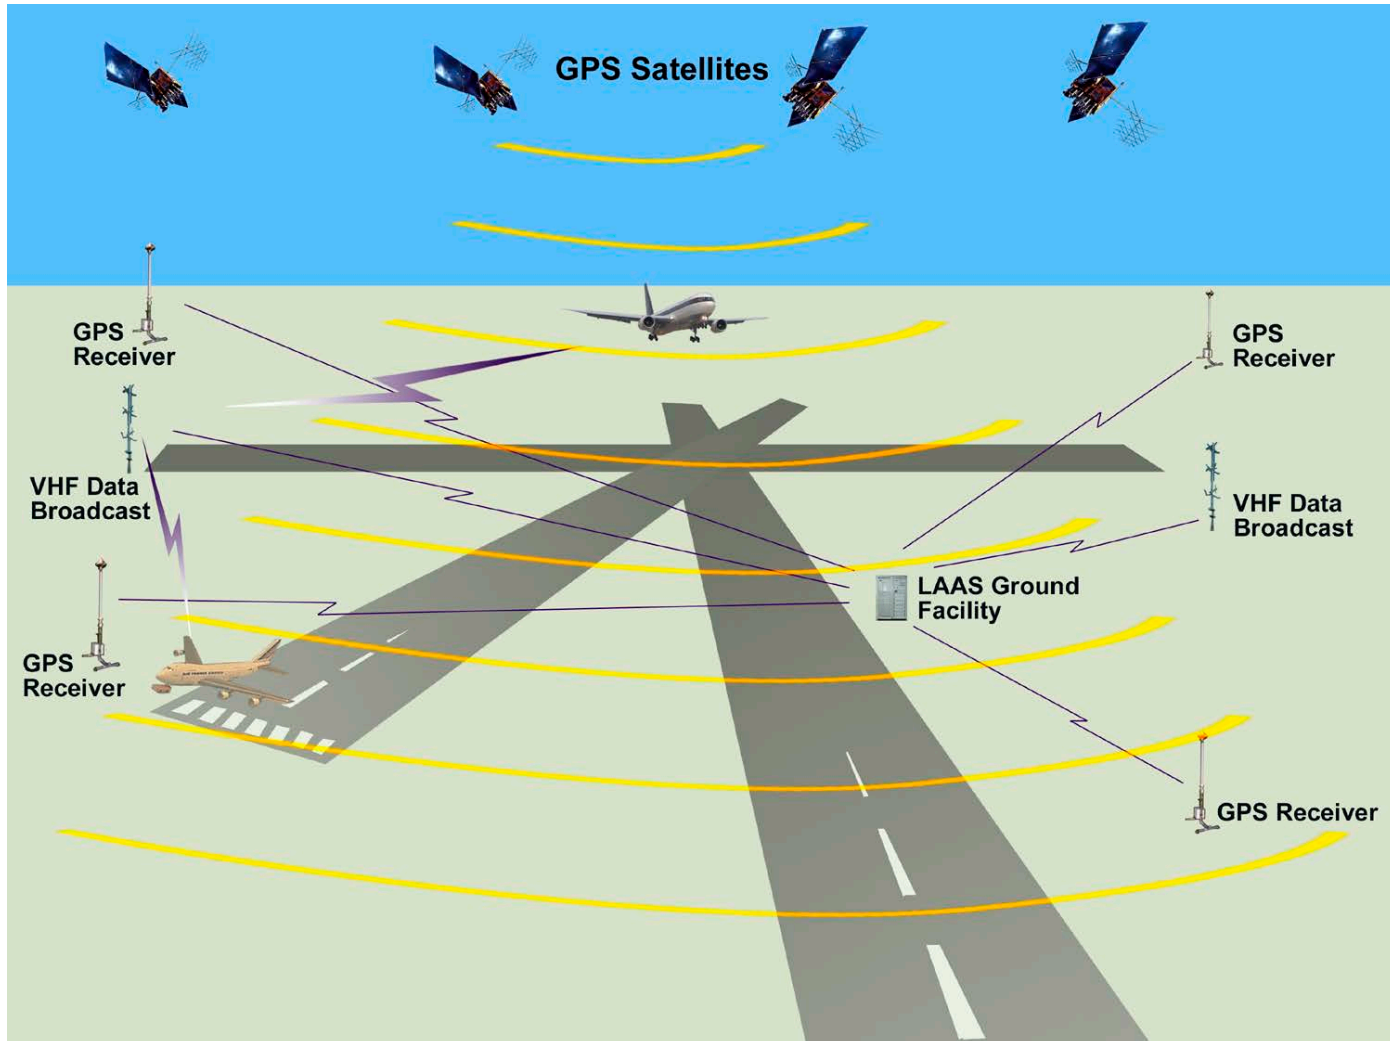 GPS Satellites
GPS
Receiver
GPS
Receiver
VHF Data
Broadcast
VHF Data
Broadcast
LAAS Ground
Facility
GPS
Receiver
GPS Receiver